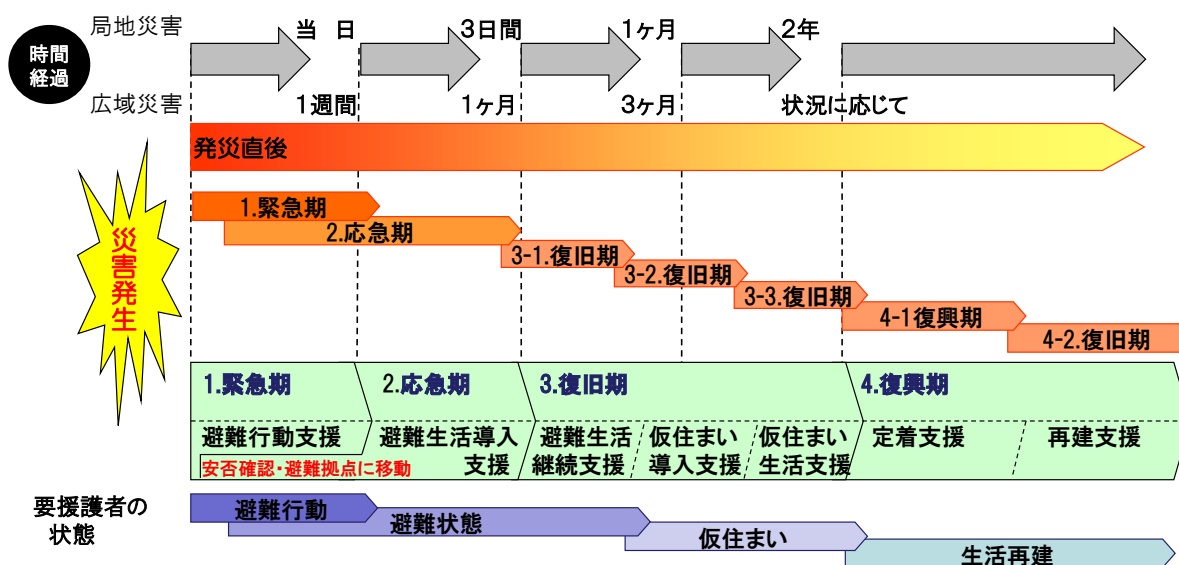 局地災害
当 日
3日間
1ヶ月
2年
時間
経過
広域災害
1週間
1ヶ月
3ヶ月
状況に応じて
発災直後
災害発生
1.緊急期
2.応急期
3-1.復旧期
3-2.復旧期
3-3.復旧期
4-1復興期
4-2.復旧期
1.緊急期
2.応急期
3.復旧期
4.復興期
避難行動支援
安否確認・避難拠点に移動
避難生活導入
支援
避難生活
継続支援
仮住まい
導入支援
仮住まい
生活支援
定着支援
再建支援
要援護者の
状態
避難行動
避難状態
仮住まい
生活再建